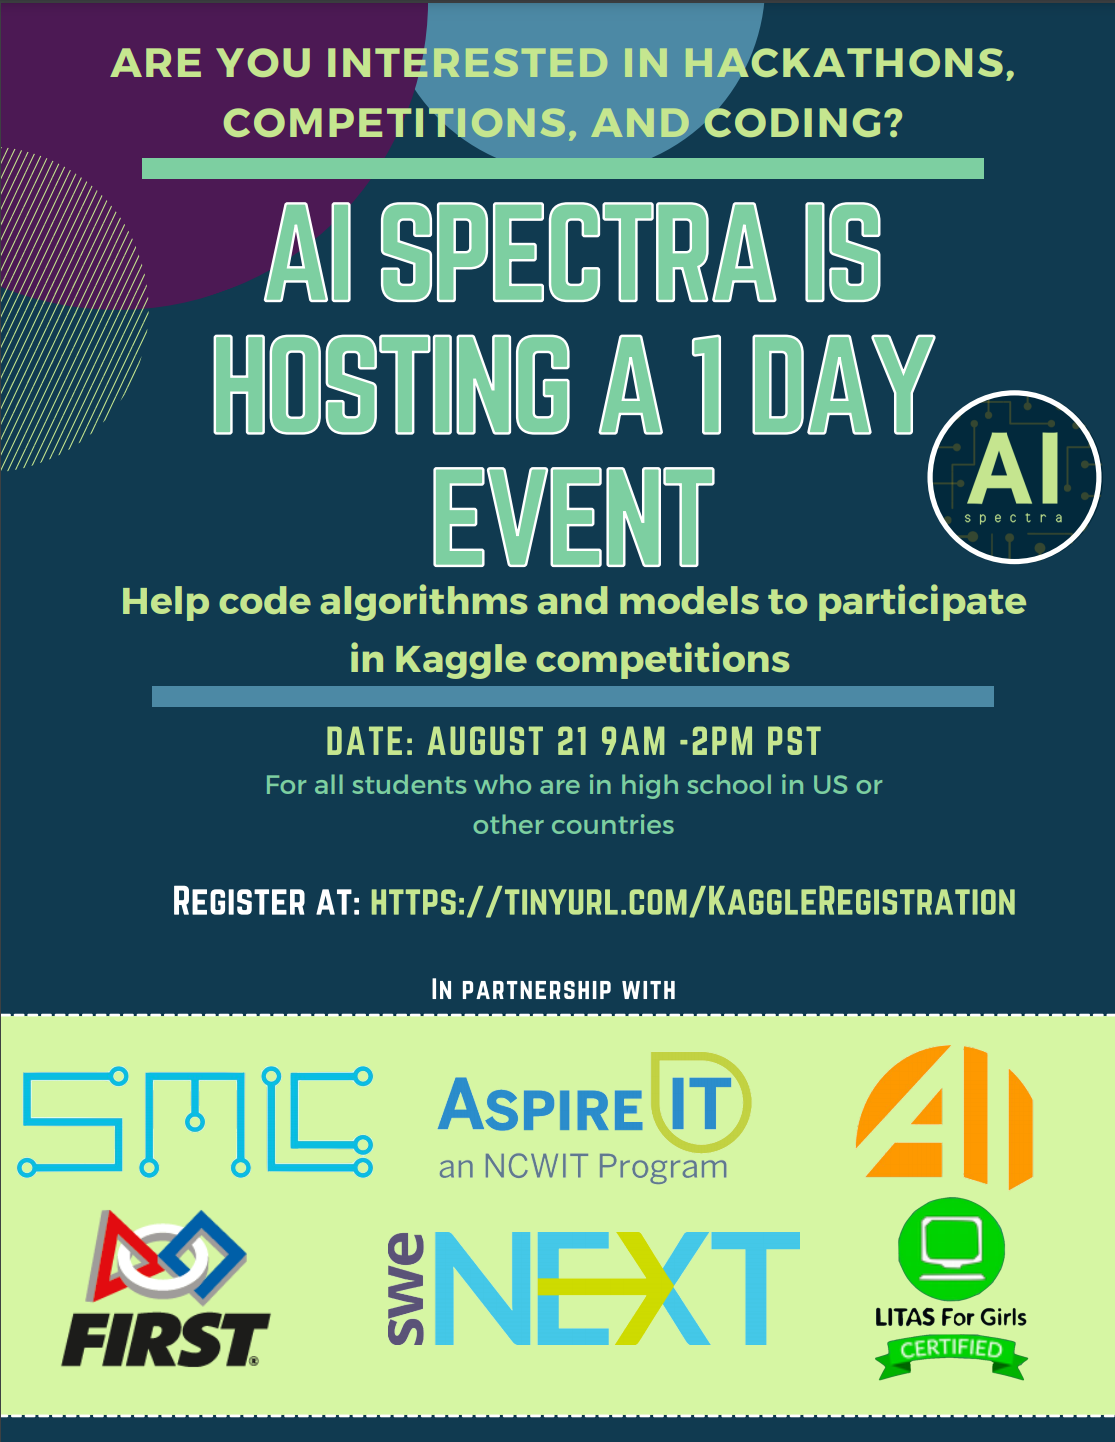 ARE YOU INTERESTED IN HACKATHONS,
COMPETITIONS, AND CODING?
AI SPECTRA IS
HOSTING A 1 DAY
EVENT
AI
spectra
Help code algorithms and models to participate
in Kaggle competitions
DATE: AUGUST 21 9AM -2PM PST
For all students who are in high school in US or
other countries
REGISTER AT: HTTPS://TINYURL.COM/KAGGLEREGISTRATION
IN PARTNERSHIP WITH
SMC
ASPIRE IT
an NCWIT Program
AI
FIRST®
swe NEXT
LITAS For Girls
CERTIFIED